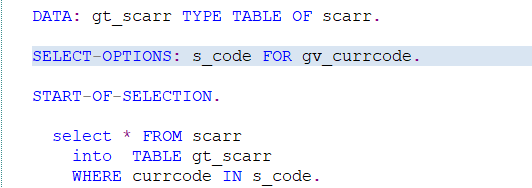 DATA: gt_scarr TYPE TABLE OF scarr.
SELECT-OPTIONS: s_code FOR gv_currcode.
START-OF-SELECTION.
select * FROM scarr
into TABLE gt_scarr
WHERE currcode IN s_code.